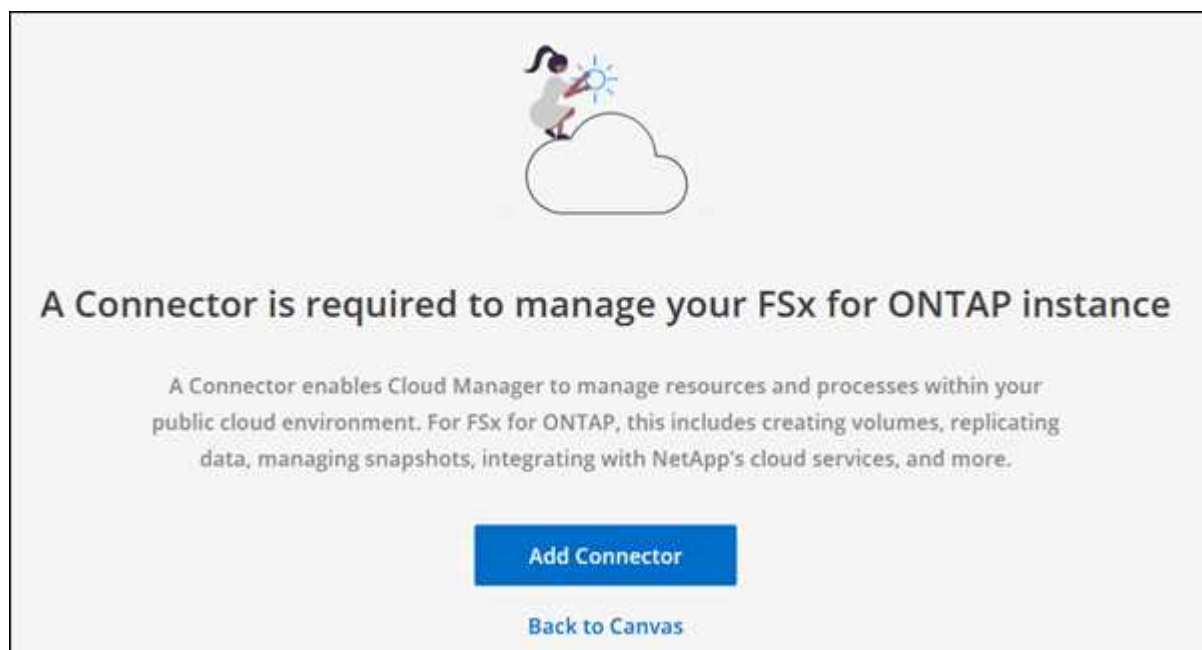 A Connector is required to manage your FSx for ONTAP instance
A Connector enables Cloud Manager to manage resources and processes within your
public cloud environment. For FSx for ONTAP, this includes creating volumes, replicating
data, managing snapshots, integrating with NetApp's cloud services, and more.
Add Connector
Back to Canvas